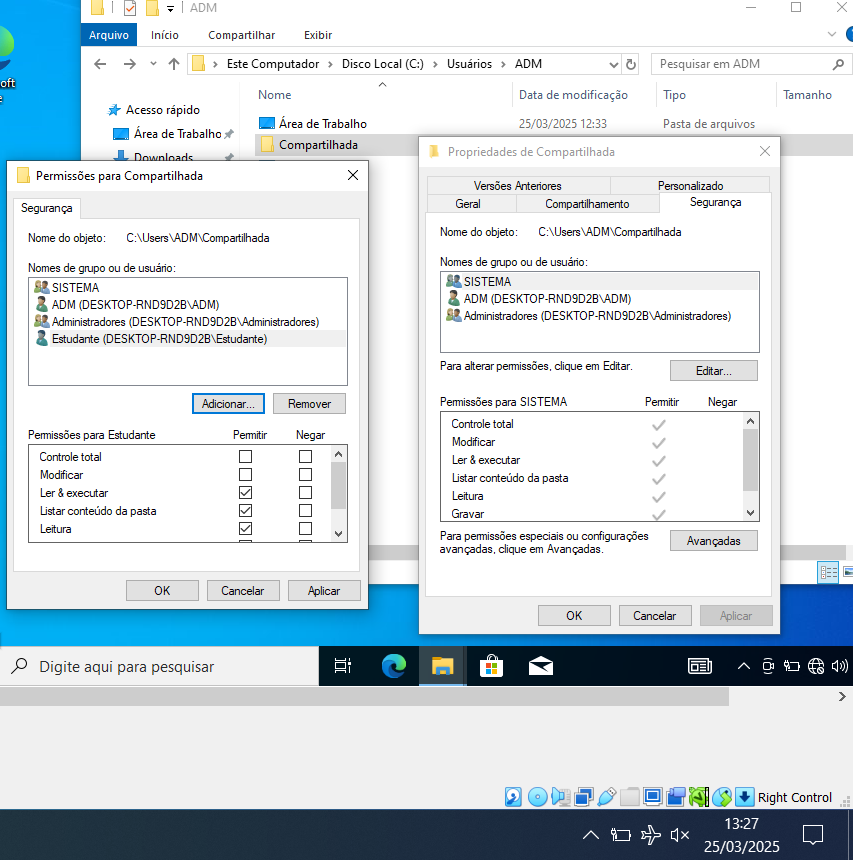 ADM
Arquivo Início Compartilhar Exibir
Este Computador Disco Local (C:) Usuários ADM
Pesquisar em ADM
Nome Data de modificação Tipo Tamanho
Acesso rápido
Área de Trabalho
Downloads
Área de Trabalho 25/03/2025 12:33 Pasta de arquivos
Compartilhada
oft
e
Permissões para Compartilhada
Segurança
Nome do objeto: C:\Users\ADM\Compartilhada
Nomes de grupo ou de usuário:
SISTEMA
ADM (DESKTOP-RND9D2B\ADM)
Administradores (DESKTOP-RND9D2B\Administradores)
Estudante (DESKTOP-RND9D2B\Estudante)
Adicionar... Remover
Permissões para Estudante Permitir Negar
Controle total
Modificar
Ler & executar
Listar conteúdo da pasta
Leitura
OK Cancelar Aplicar
Propriedades de Compartilhada
Versões Anteriores Personalizado
Geral Compartilhamento Segurança
Nome do objeto: C:\Users\ADM\Compartilhada
Nomes de grupo ou de usuário:
SISTEMA
ADM (DESKTOP-RND9D2B\ADM)
Administradores (DESKTOP-RND9D2B\Administradores)
Para alterar permissões, clique em Editar. Editar...
Permissões para SISTEMA Permitir Negar
Controle total
Modificar
Ler & executar
Listar conteúdo da pasta
Leitura
Gravar
Para permissões especiais ou configurações
avançadas, clique em Avançadas. Avançadas
OK Cancelar Aplicar
Digite aqui para pesquisar
Right Control
13:27
25/03/2025